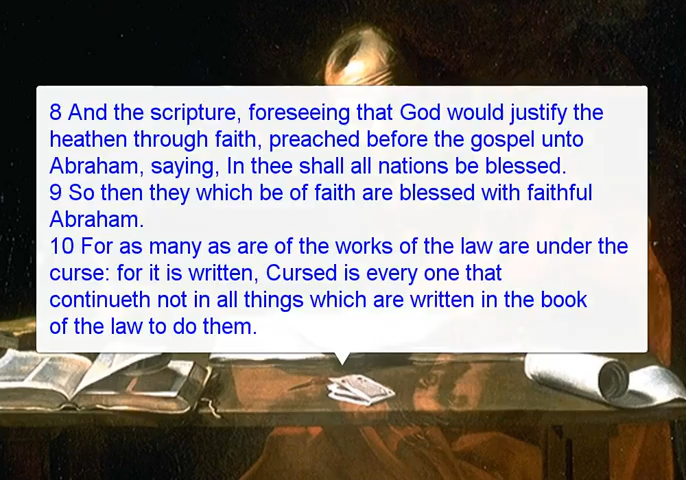 8 And the scripture, foreseeing that God would justify the
heathen through faith, preached before the gospel unto
Abraham, saying, In thee shall all nations be blessed.
9 So then they which be of faith are blessed with faithful
Abraham.
10 For as many as are of the works of the law are under the
curse: for it is written, Cursed is every one that
continueth not in all things which are written in the book
of the law to do them.